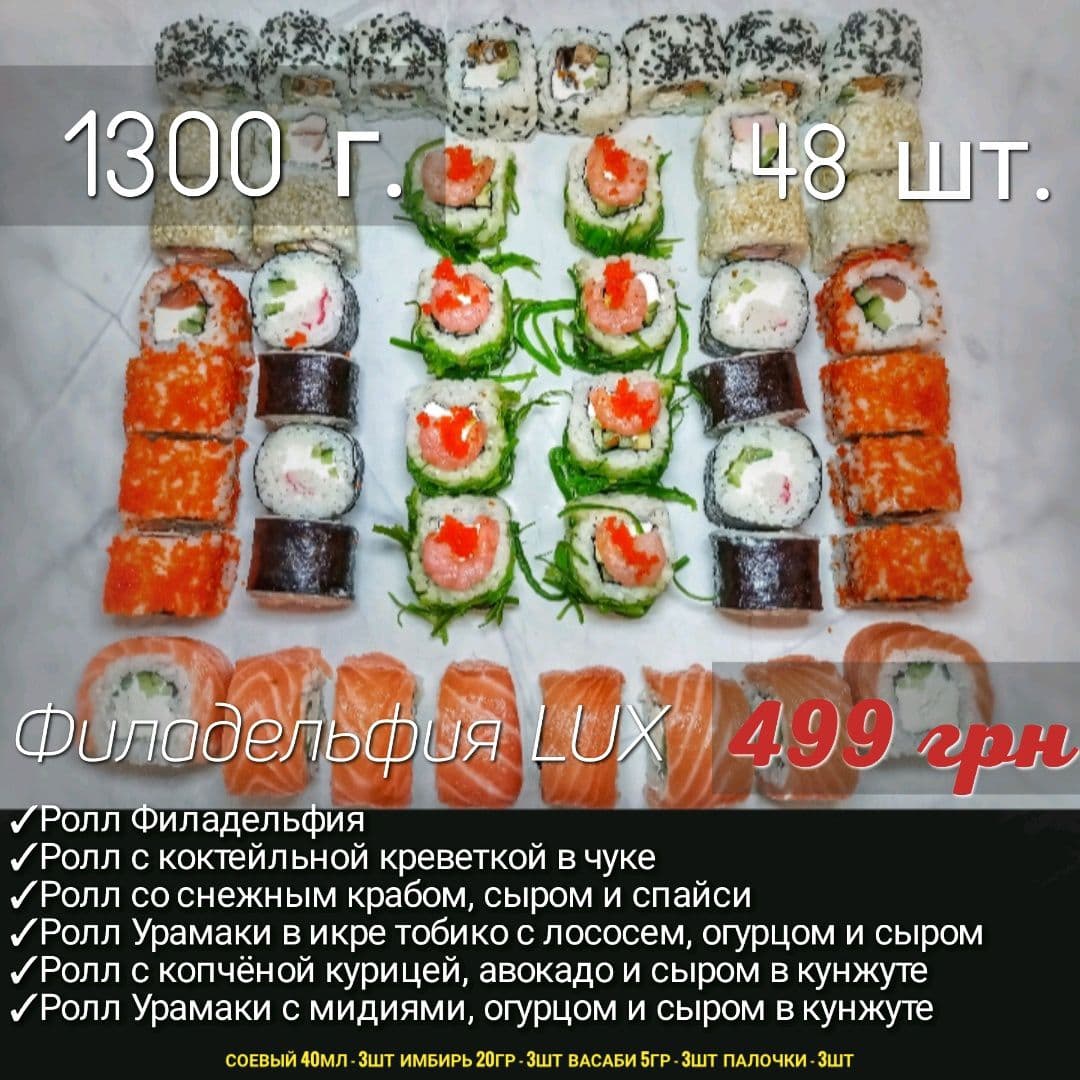 1300 г.
48 шт.
Филадельфия LUX
499 грн
✓Ролл Филадельфия
✓Ролл с коктейльной креветкой в чуке
✓Ролл со снежным крабом, сыром и спайси
✓Ролл Урамаки в икре тобико с лососем, огурцом и сыром
✓Ролл с копчёной курицей, авокадо и сыром в кунжуте
✓Ролл Урамаки с мидиями, огурцом и сыром в кунжуте
СОЕВЫЙ 40МЛ - 3ШТ ИМБИРЬ 20ГР - 3ШТ ВАСАБИ 5ГР - 3ШТ ПАЛОЧКИ - 3ШТ